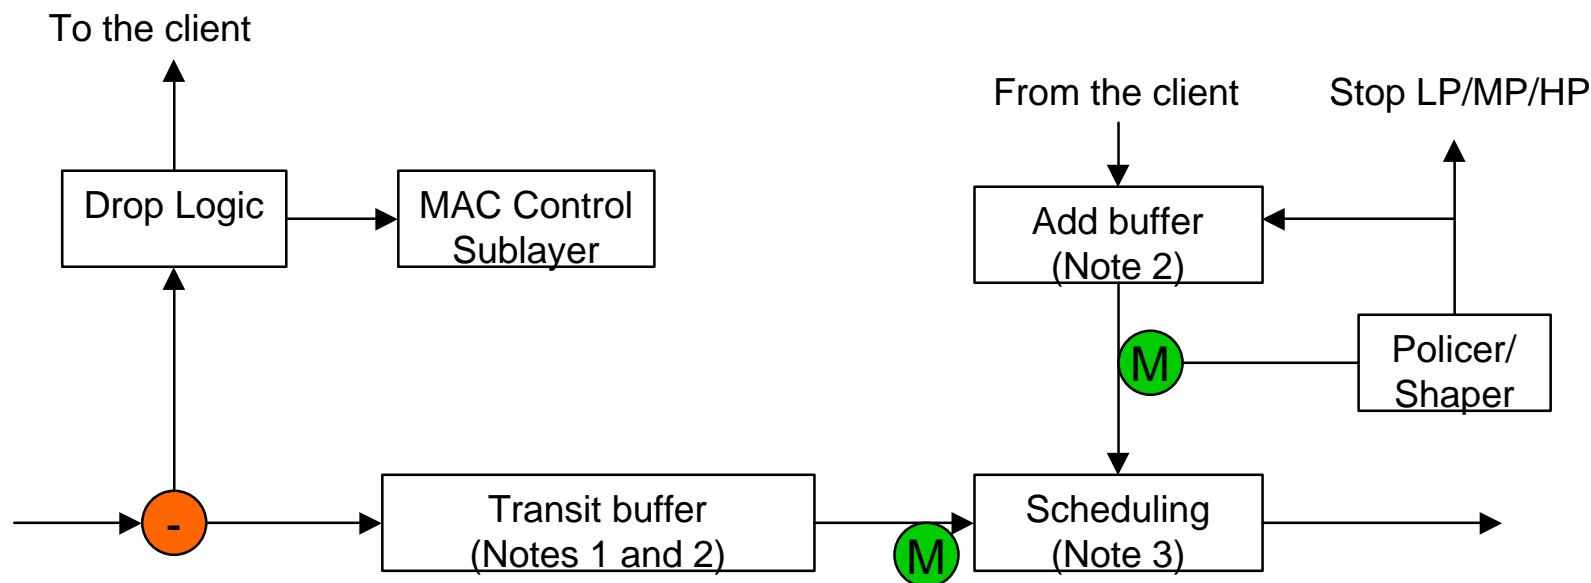 To the client
From the client
Stop LP/MP/HP
Drop Logic
MAC Control
Sublayer
Add buffer
(Note 2)
M
Policer/
Shaper
-
Transit buffer
(Notes 1 and 2)
M
Scheduling
(Note 3)